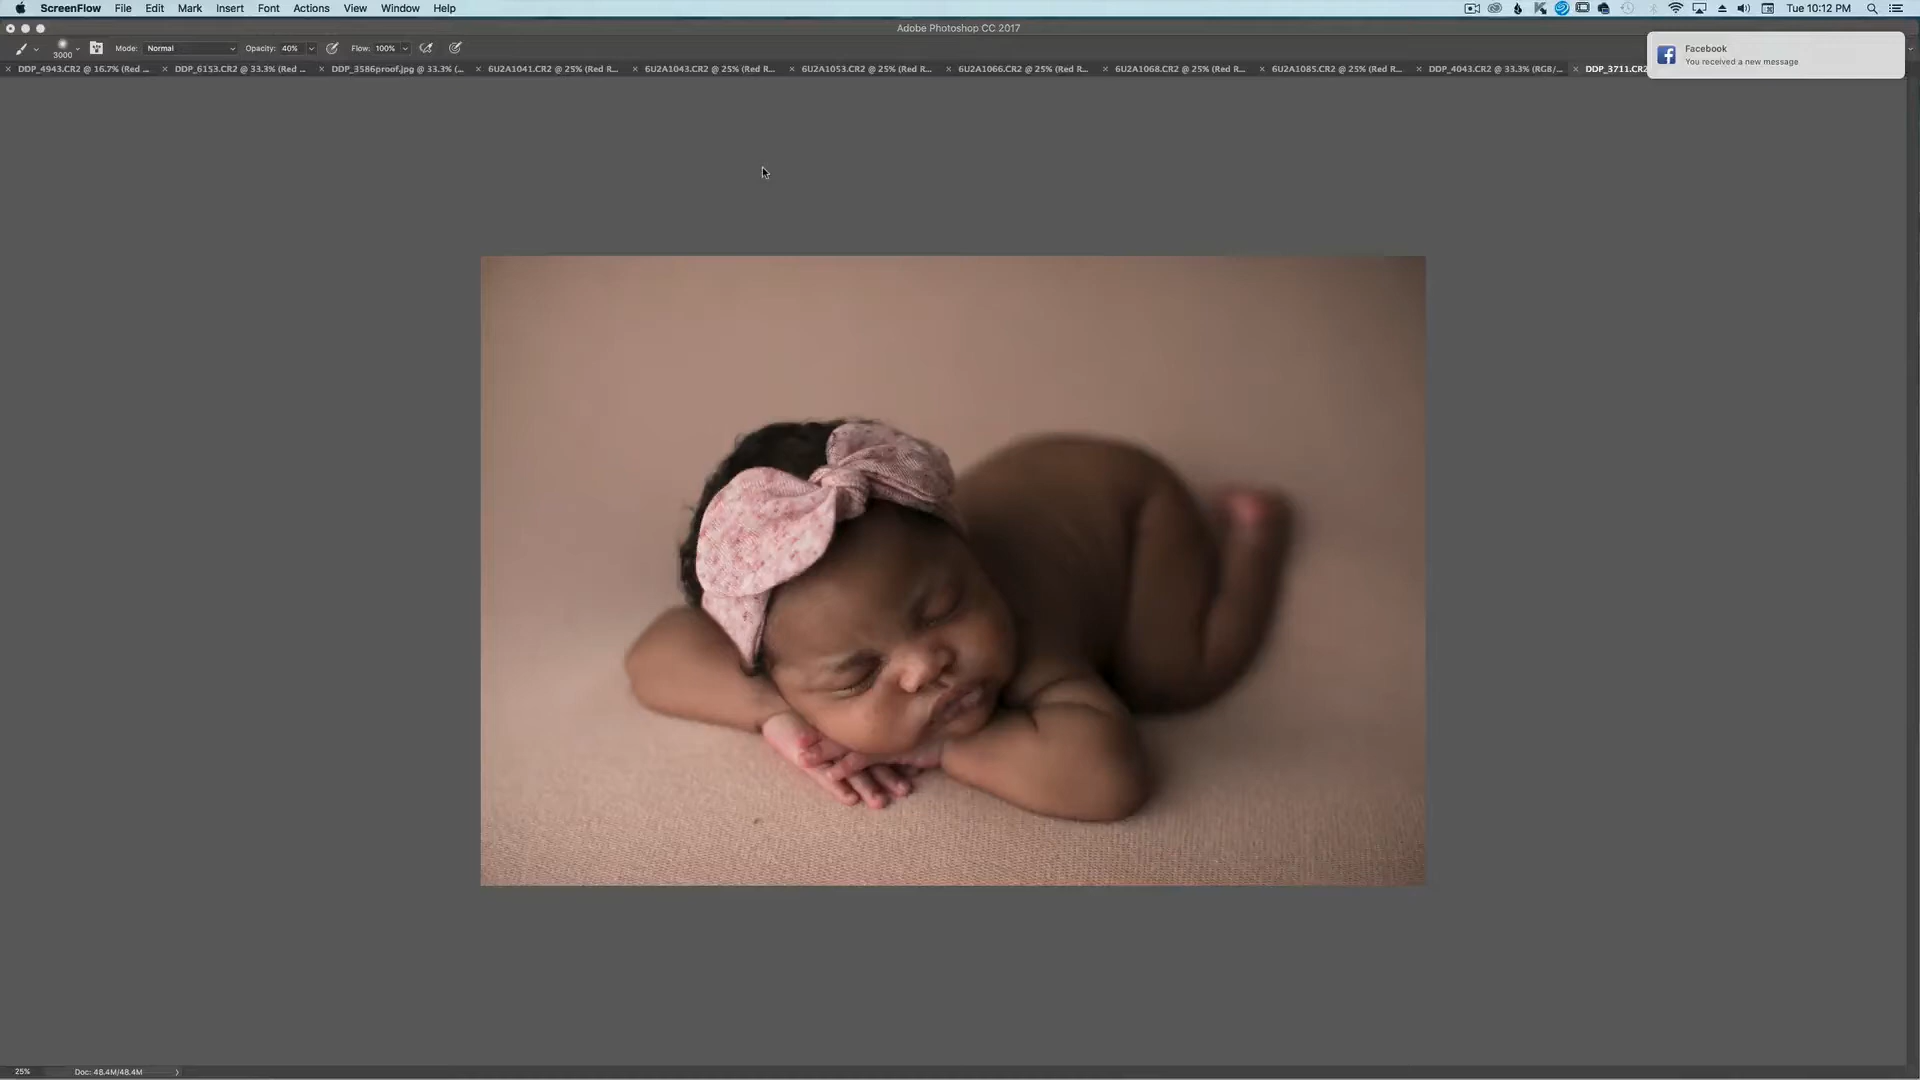 ScreenFlow File Edit Mark Insert Font Actions View Window Help Tue 10:12 PM
Adobe Photoshop CC 2017
3000 Mode: Normal Opacity: 40% Flow: 100%
Facebook
You received a new message
DDP_4943.CR2 @ 16.7% (Red ... DDP_6153.CR2 @ 33.3% (Red ... DDP_3586proof.jpg @ 33.3% (... 6U2A1041.CR2 @ 25% (Red R... 6U2A1043.CR2 @ 25% (Red R... 6U2A1053.CR2 @ 25% (Red R... 6U2A1066.CR2 @ 25% (Red R... 6U2A1068.CR2 @ 25% (Red R... 6U2A1085.CR2 @ 25% (Red R... DDP_4043.CR2 @ 33.3% (RGB/... DDP_3711.CR2
25% Doc: 48.4M/48.4M